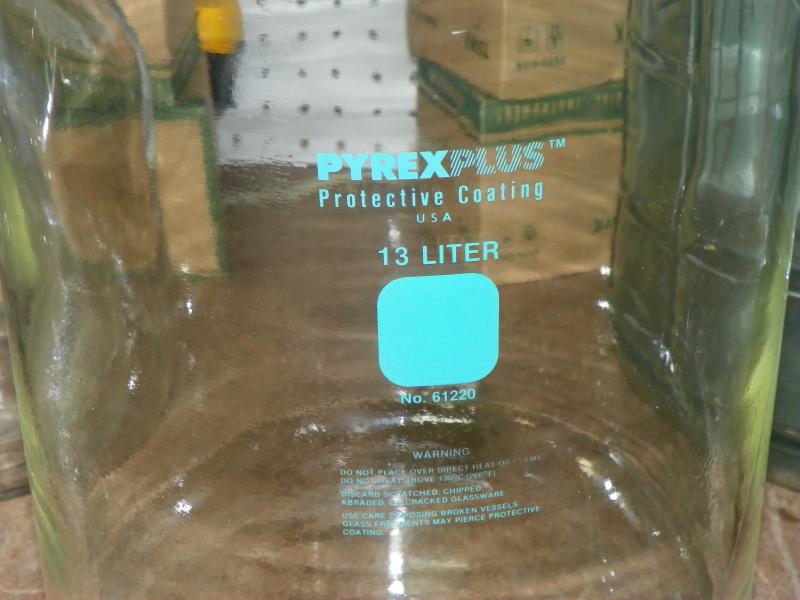 PYREXPLUS™
Protective Coating
USA
13 LITER
No. 61220
WARNING
DO NOT PLACE OVER DIRECT HEAT OR FLAME
DO NOT HEAT ABOVE 130ºC (266ºF)
DISCARD SCRATCHED, CHIPPED,
ABRADED, OR CRACKED GLASSWARE
USE CARE DISPOSING BROKEN VESSELS
GLASS FRAGMENTS MAY PIERCE PROTECTIVE
COATING